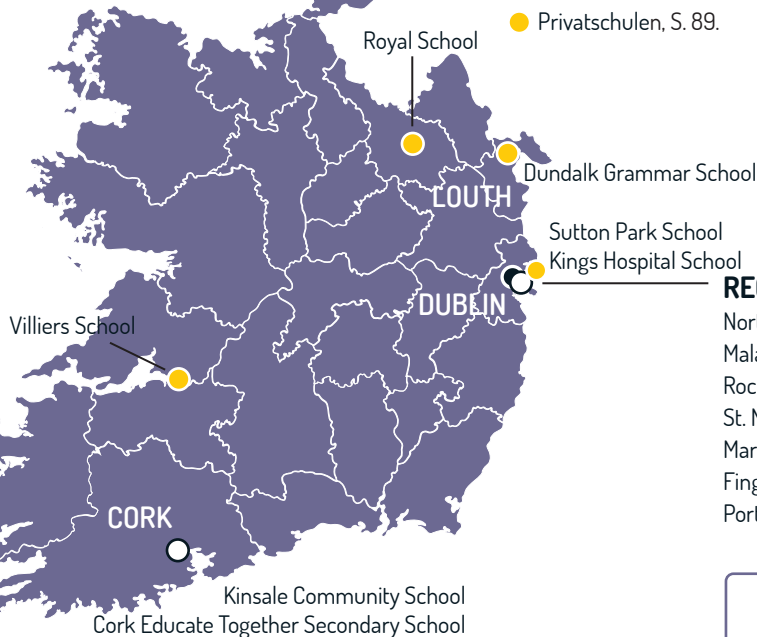 Privatschulen, S. 89.
Royal School
Dundalk Grammar School
LOUTH
Sutton Park School
Kings Hospital School
DUBLIN
Villiers School
CORK
Kinsale Community School
Cork Educate Together Secondary School